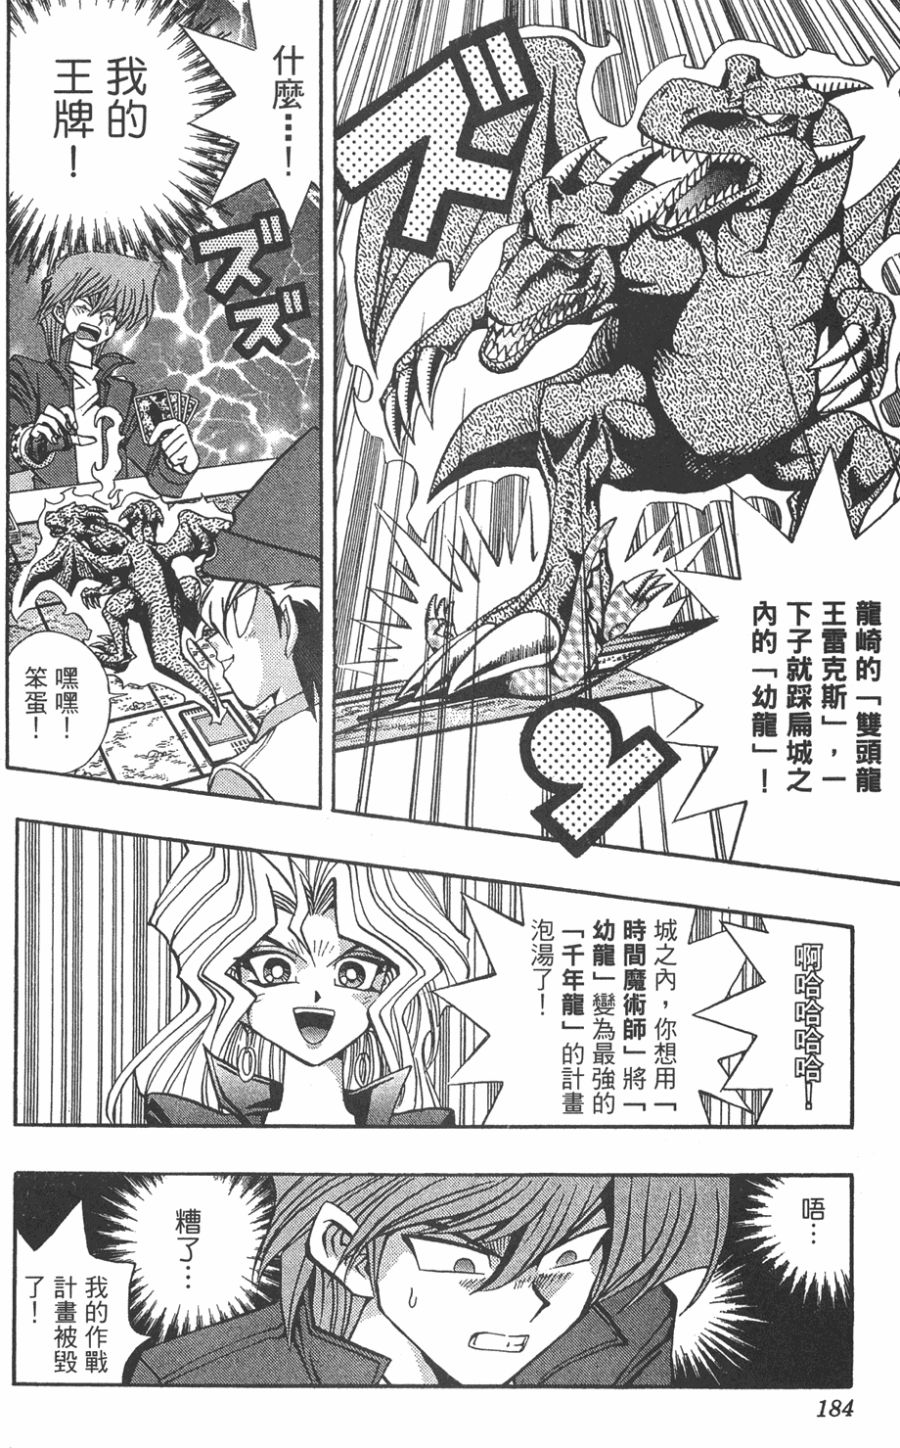 龍崎的「雙頭龍
王雷克斯」，一
下子就踩扁城之
內的「幼龍」！
ズズ
什麼…！
我的
王牌！
ズズズ
嘿嘿！
笨蛋！
啊哈哈哈哈！
城之內，你想用「
時間魔術師」將「
幼龍」變為最強的
「千年龍」的計畫
泡湯了！
唔…
糟了…
我的作戰
計畫被毀
了！
184